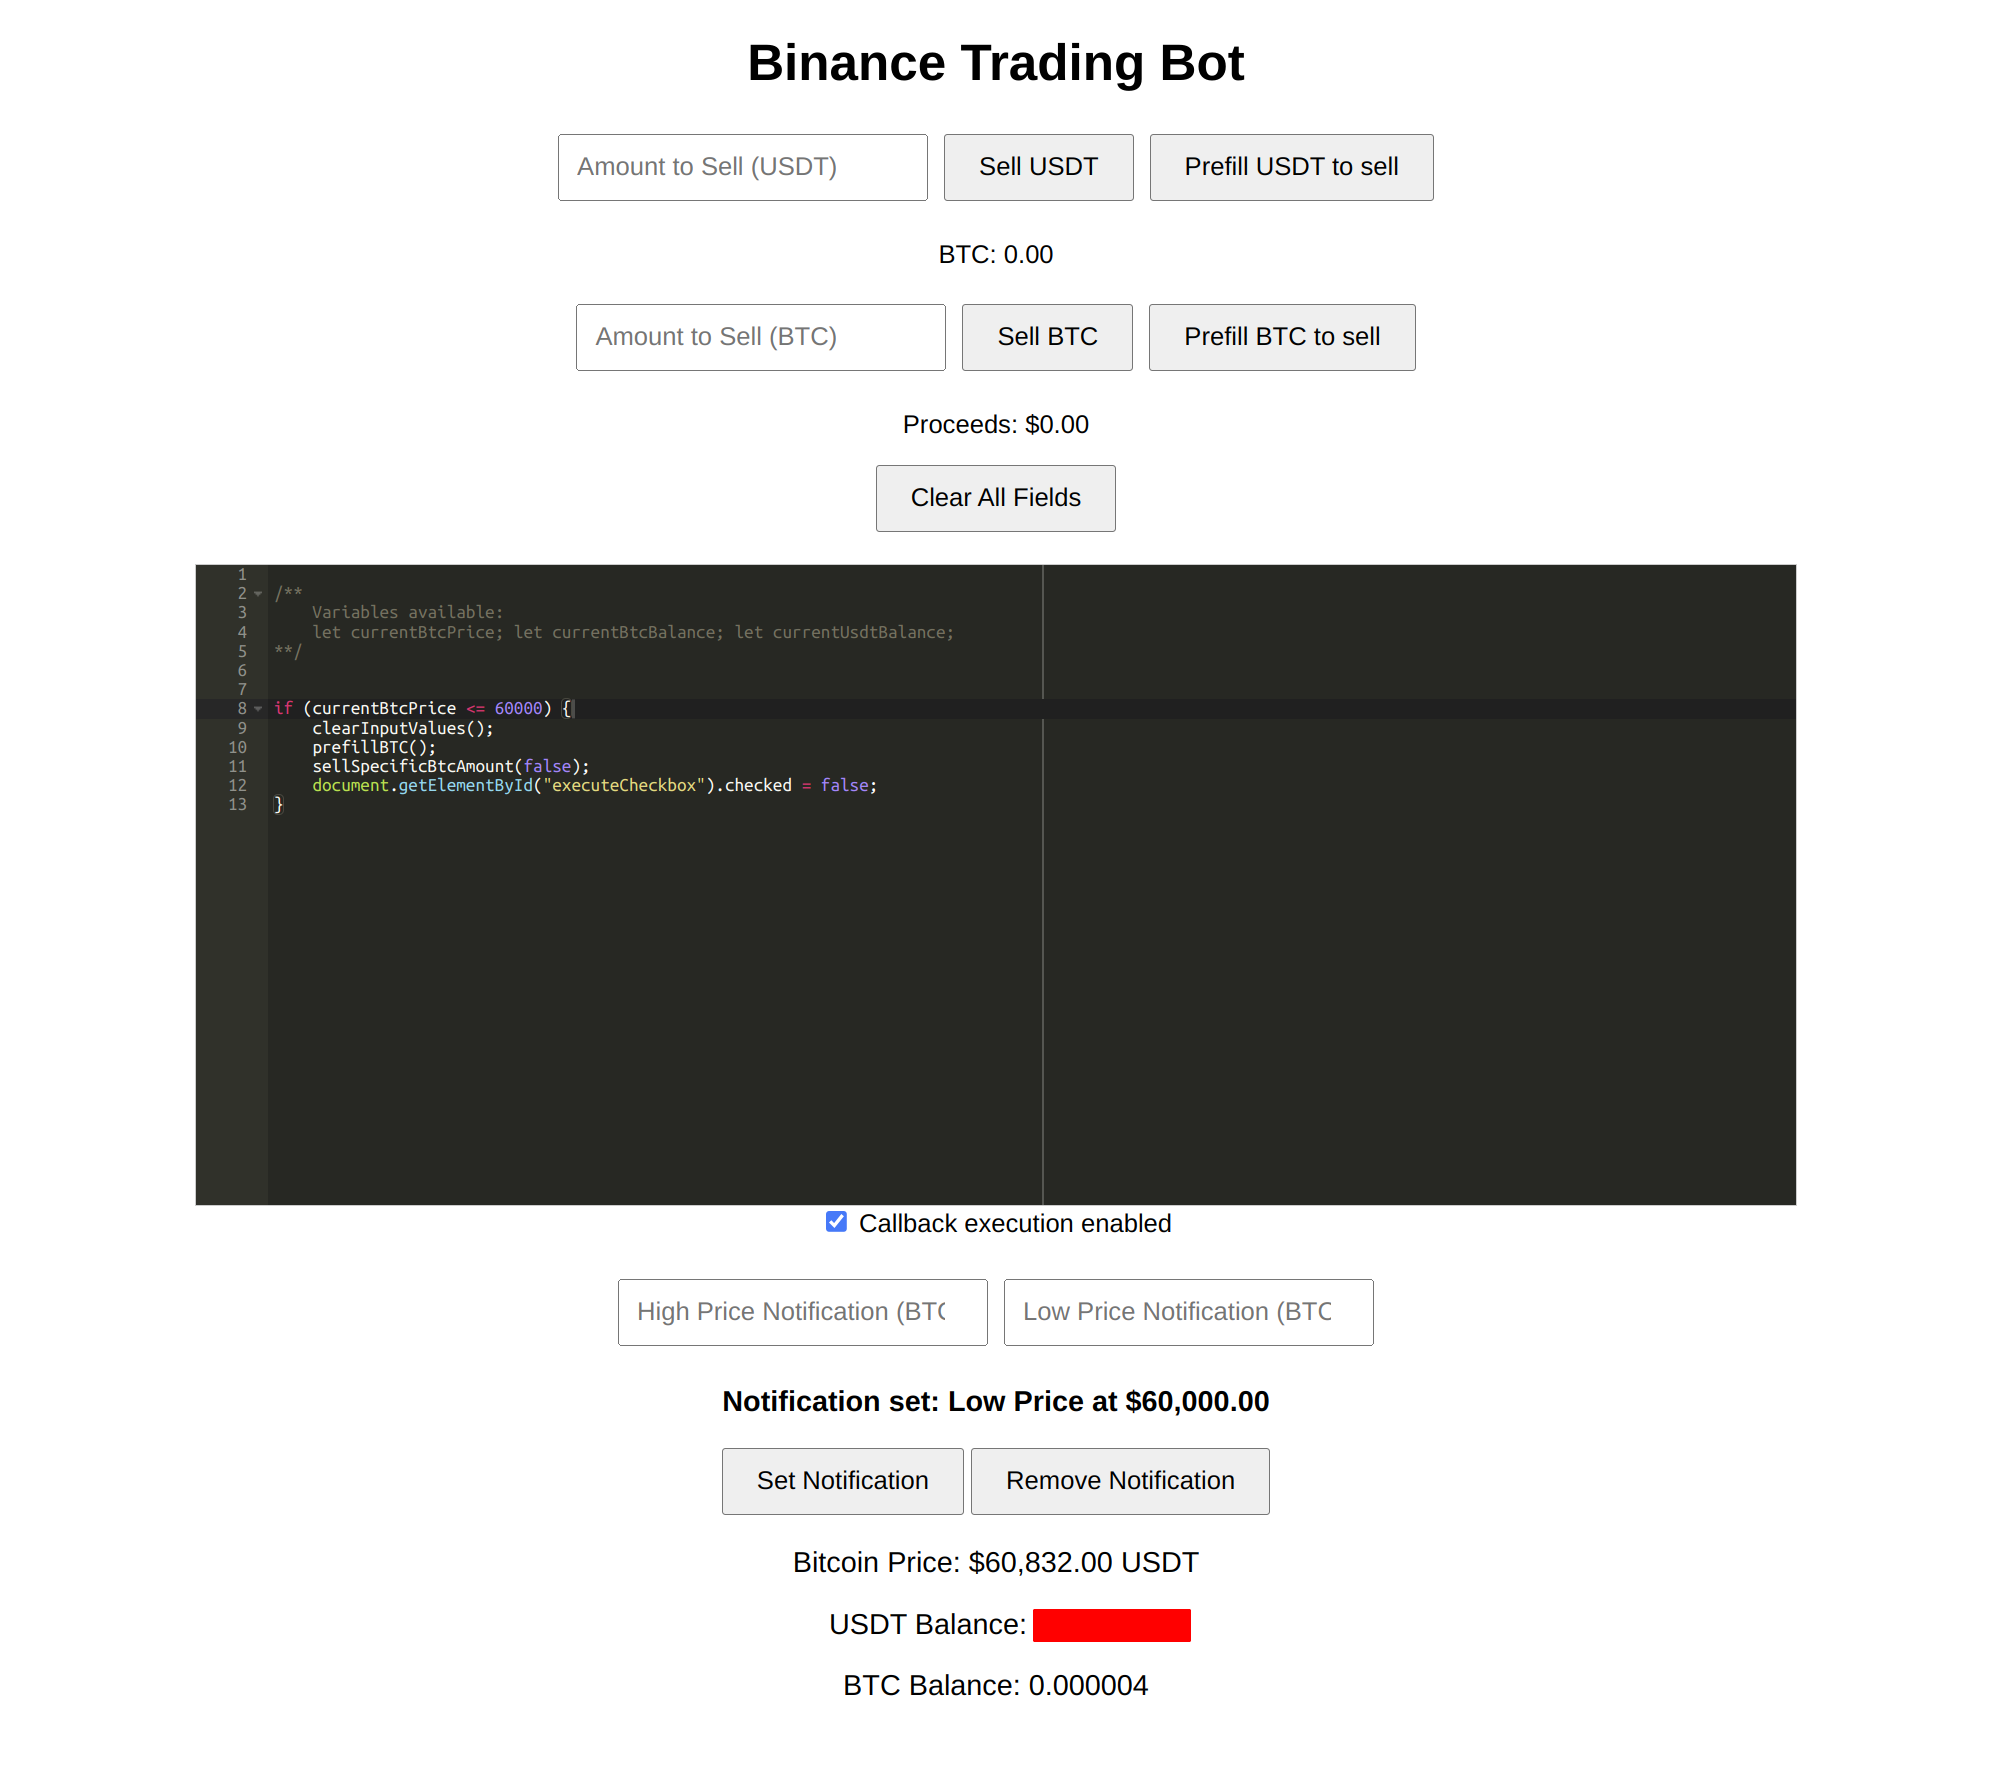 Binance Trading Bot
Amount to Sell (USDT) Sell USDT Prefill USDT to sell
BTC: 0.00
Amount to Sell (BTC) Sell BTC Prefill BTC to sell
Proceeds: $0.00
Clear All Fields
1
2 /**
3 Variables available:
4 let currentBtcPrice; let currentBtcBalance; let currentUsdtBalance;
5 **/
6
7
8 if (currentBtcPrice <= 60000) {
9 clearInputValues();
10 prefillBTC();
11 sellSpecificBtcAmount(false);
12 document.getElementById("executeCheckbox").checked = false;
13 }
Callback execution enabled
High Price Notification (BTC Low Price Notification (BTC
Notification set: Low Price at $60,000.00
Set Notification Remove Notification
Bitcoin Price: $60,832.00 USDT
USDT Balance:
BTC Balance: 0.000004